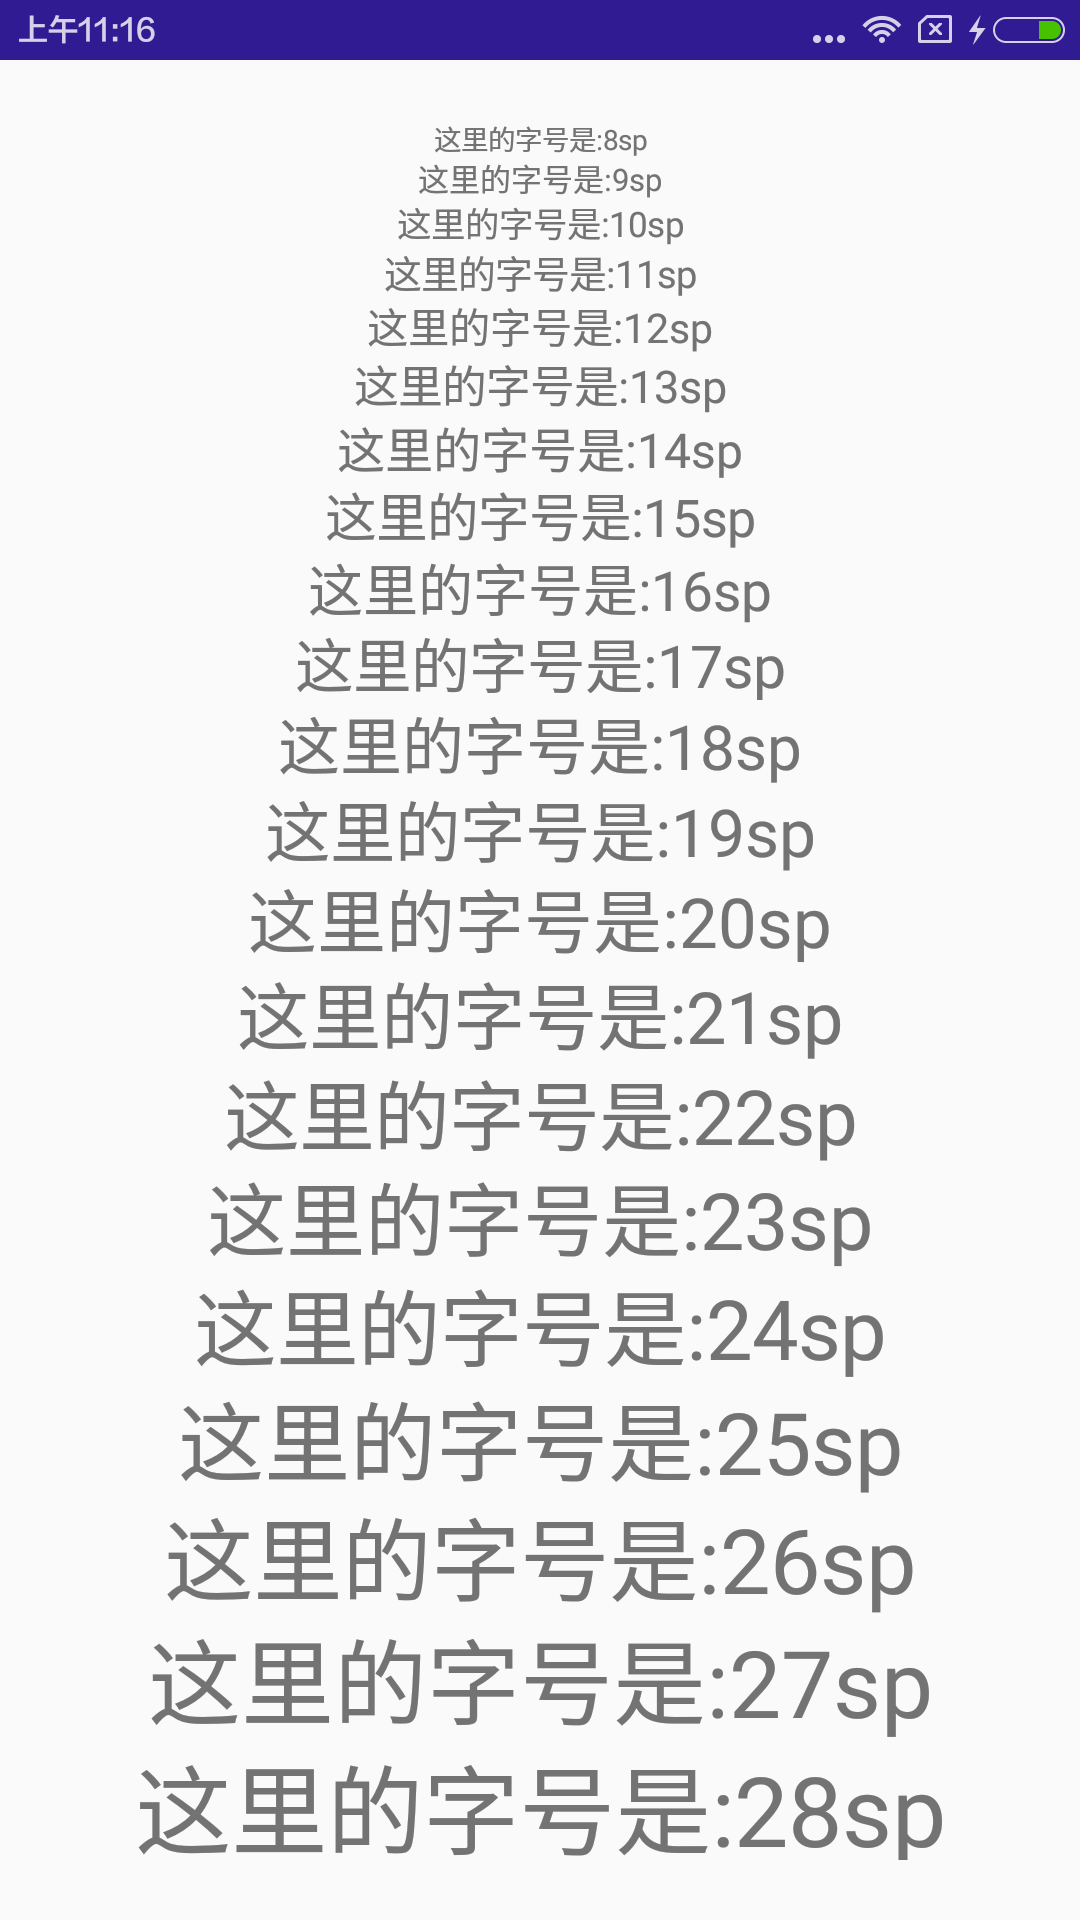 上午11:16
这里的字号是:8sp
这里的字号是:9sp
这里的字号是:10sp
这里的字号是:11sp
这里的字号是:12sp
这里的字号是:13sp
这里的字号是:14sp
这里的字号是:15sp
这里的字号是:16sp
这里的字号是:17sp
这里的字号是:18sp
这里的字号是:19sp
这里的字号是:20sp
这里的字号是:21sp
这里的字号是:22sp
这里的字号是:23sp
这里的字号是:24sp
这里的字号是:25sp
这里的字号是:26sp
这里的字号是:27sp
这里的字号是:28sp